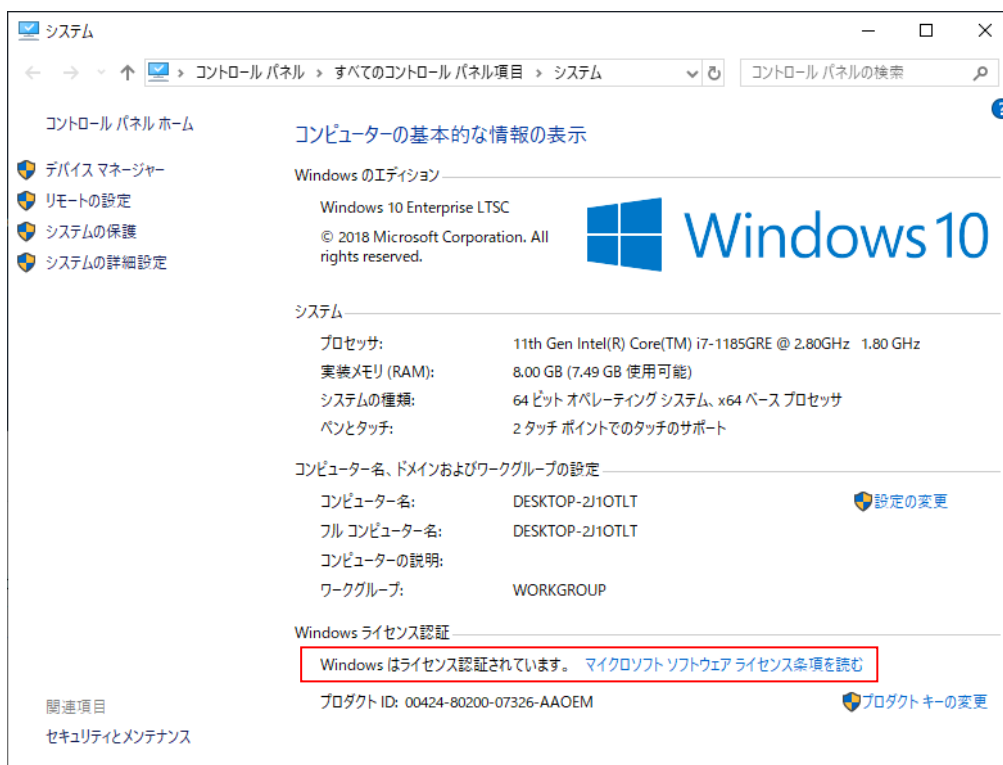 システム
コントロール パネル › すべてのコントロール パネル項目 › システム
コントロール パネルの検索
コントロール パネル ホーム
デバイス マネージャー
リモートの設定
システムの保護
システムの詳細設定
コンピューターの基本的な情報の表示
Windows のエディション
Windows 10 Enterprise LTSC
© 2018 Microsoft Corporation. All
rights reserved.
Windows 10
システム
プロセッサ: 11th Gen Intel(R) Core(TM) i7-1185GRE @ 2.80GHz 1.80 GHz
実装メモリ (RAM): 8.00 GB (7.49 GB 使用可能)
システムの種類: 64 ビット オペレーティング システム、x64 ベース プロセッサ
ペンとタッチ: 2 タッチ ポイントでのタッチのサポート
コンピューター名、ドメインおよびワークグループの設定
コンピューター名: DESKTOP-2J1OTLT 設定の変更
フル コンピューター名: DESKTOP-2J1OTLT
コンピューターの説明:
ワークグループ: WORKGROUP
Windows ライセンス認証
Windows はライセンス認証されています。 マイクロソフト ソフトウェア ライセンス条項を読む
プロダクト ID: 00424-80200-07326-AAOEM プロダクト キーの変更
関連項目
セキュリティとメンテナンス